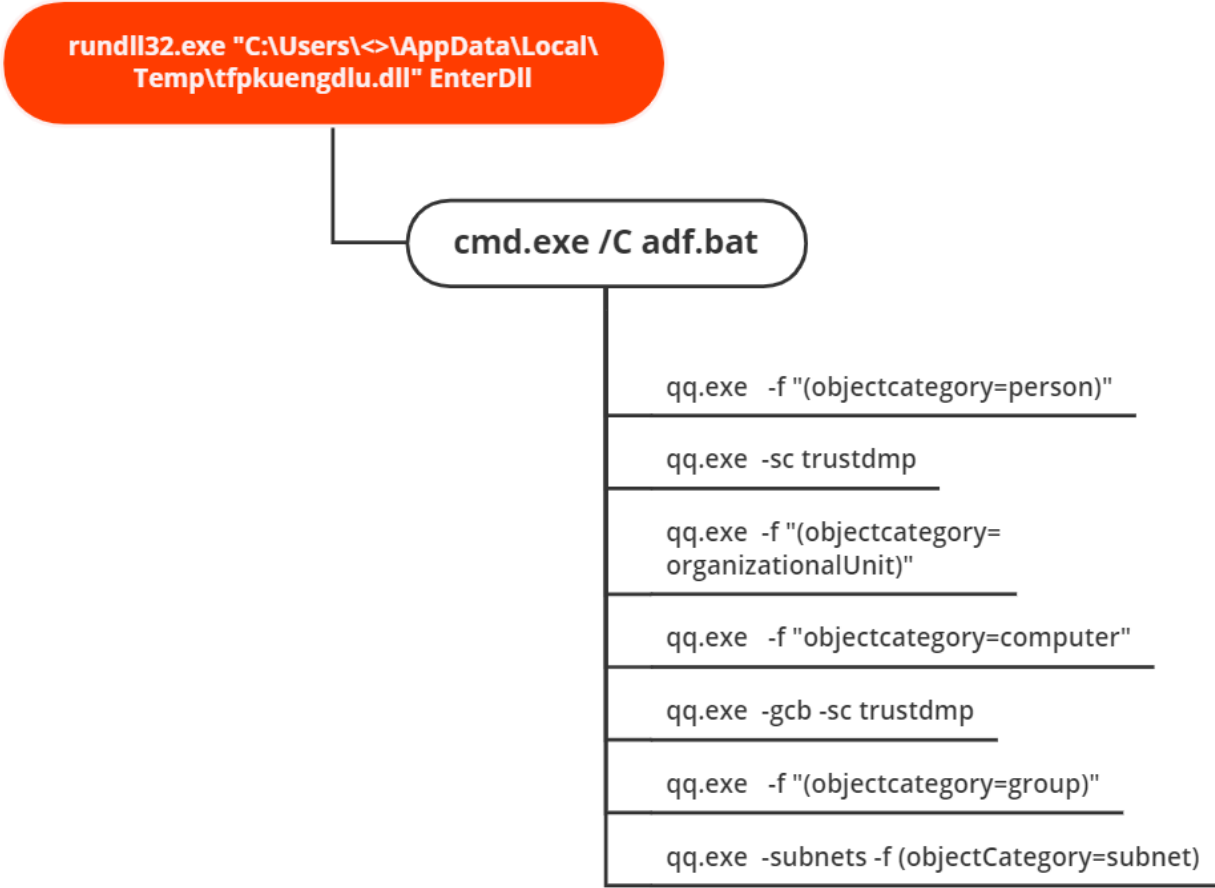 rundll32.exe "C:\Users\<>\AppData\Local\
Temp\tfpkuengdlu.dll" EnterDll
cmd.exe /C adf.bat
qq.exe  -f "(objectcategory=person)"
qq.exe  -sc trustdmp
qq.exe  -f "(objectcategory=
organizationalUnit)"
qq.exe  -f "objectcategory=computer"
qq.exe  -gcb -sc trustdmp
qq.exe  -f "(objectcategory=group)"
qq.exe  -subnets -f (objectCategory=subnet)